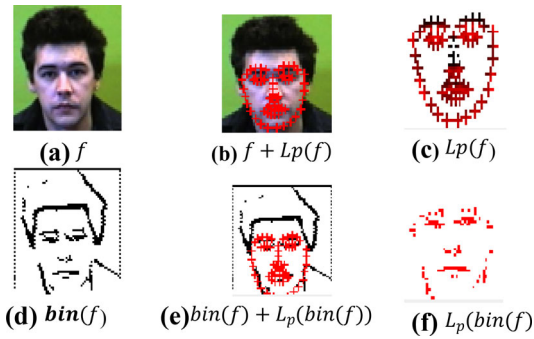 (a) f
(b) f + Lp(f)
(c) Lp(f)
(d) bin(f)
(e) bin(f) + Lₚ(bin(f))
(f) Lₚ(bin(f)